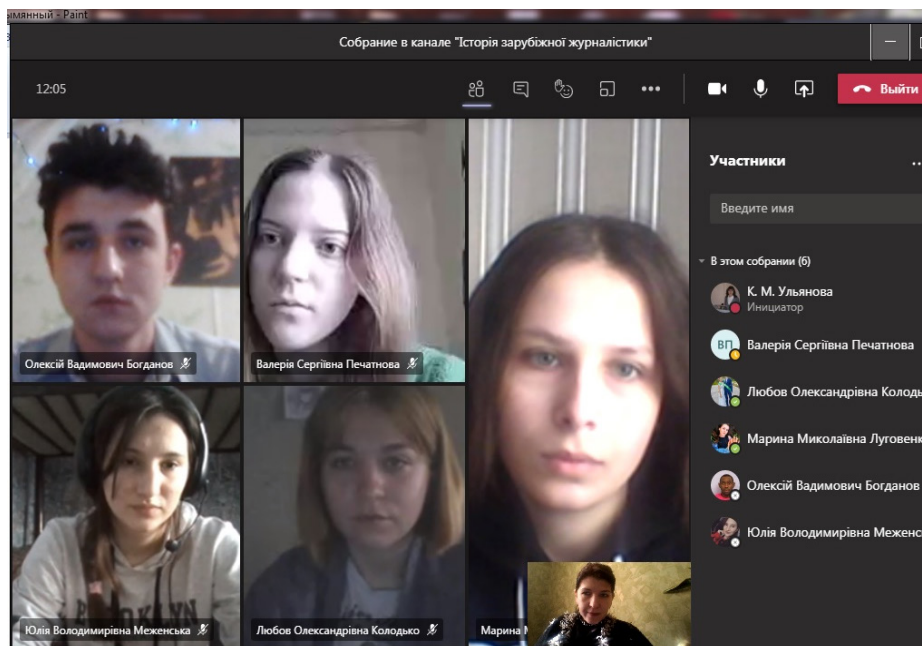 ымянный - Paint
Собрание в канале "Історія зарубіжної журналістики"
12:05
Выйти
Участники
Введите имя
В этом собрании (6)
К. М. Ульянова
Инициатор
ВП
Валерія Сергіївна Печатнова
Любов Олександрівна Колодь
Марина Миколаївна Луговенк
Олексій Вадимович Богданов
Юлія Володимирівна Меженсь
Олексій Вадимович Богданов
Валерія Сергіївна Печатнова
Юлія Володимирівна Меженська
Любов Олександрівна Колодько
Марина